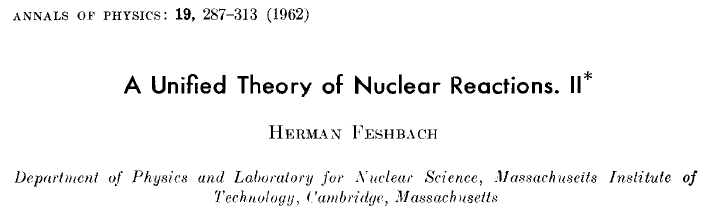 ANNALS OF PHYSICS: 19, 287–313 (1962)
A Unified Theory of Nuclear Reactions. II*
HERMAN FESHBACH
Department of Physics and Laboratory for Nuclear Science, Massachusetts Institute of
Technology, Cambridge, Massachusetts